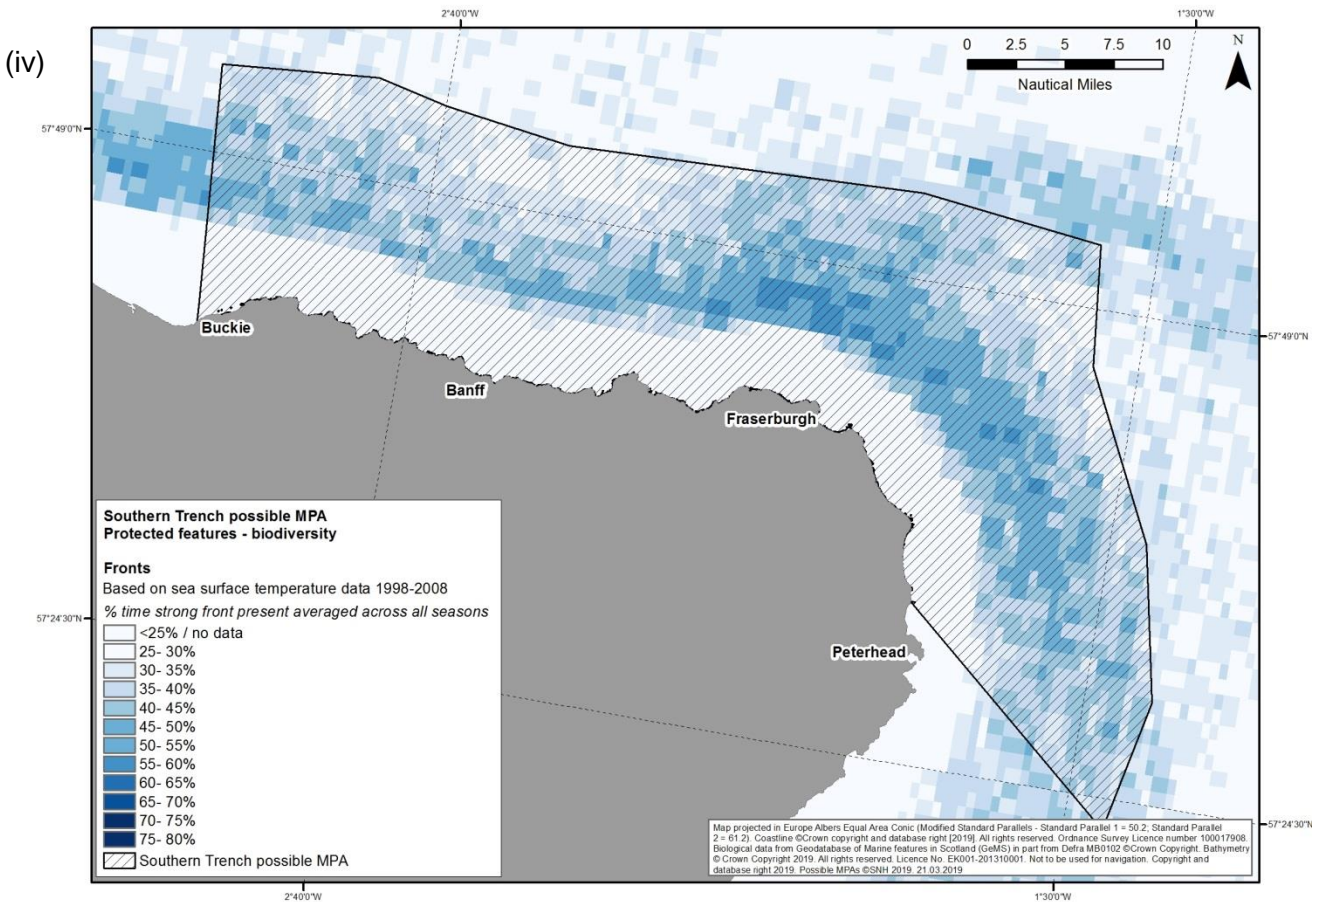 (iv)
2°40'0"W
1°30'0"W
0 2.5 5 7.5 10
Nautical Miles
N
57°49'0"N
57°49'0"N
Buckie
Banff
Fraserburgh
Peterhead
57°24'30"N
57°24'30"N
Southern Trench possible MPA
Protected features - biodiversity
Fronts
Based on sea surface temperature data 1998-2008
% time strong front present averaged across all seasons
<25% / no data
25- 30%
30- 35%
35- 40%
40- 45%
45- 50%
50- 55%
55- 60%
60- 65%
65- 70%
70- 75%
75- 80%
Southern Trench possible MPA
Map projected in Europe Albers Equal Area Conic (Modified Standard Parallels - Standard Parallel 1 = 50.2; Standard Parallel
2 = 61.2). Coastline ©Crown copyright and database right [2019]. All rights reserved. Ordnance Survey Licence number 100017908.
Biological data from Geodatabase of Marine features in Scotland (GeMS) in part from Defra MB0102 ©Crown Copyright. Bathymetry
© Crown Copyright 2019. All rights reserved. Licence No. EK001-201310001. Not to be used for navigation. Copyright and
database right 2019. Possible MPAs ©SNH 2019. 21.03.2019
2°40'0"W
1°30'0"W